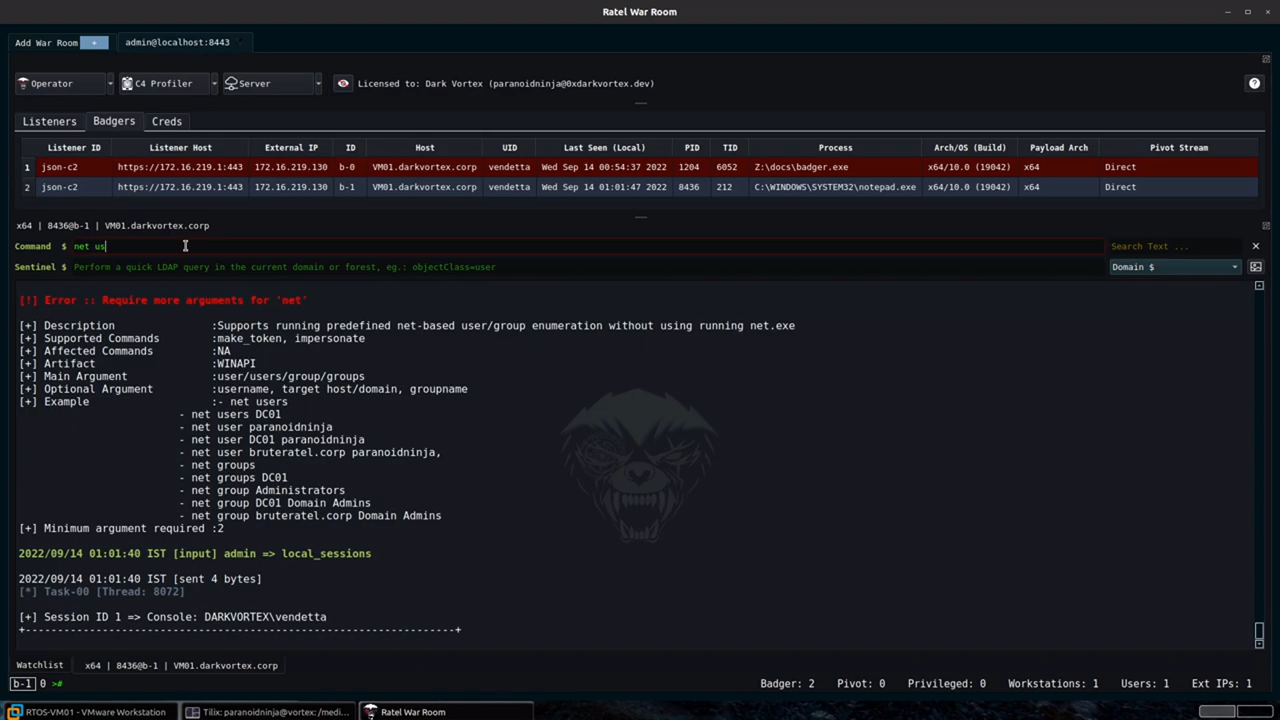 Ratel War Room
Add War Room + admin@localhost:8443
Operator C4 Profiler Server Licensed to: Dark Vortex (paranoidninja@0xdarkvortex.dev) ?
Listeners Badgers Creds
Listener ID Listener Host External IP ID Host UID Last Seen (Local) PID TID Process Arch/OS (Build) Payload Arch Pivot Stream
1 json-c2 https://172.16.219.1:443 172.16.219.130 b-0 VM01.darkvortex.corp vendetta Wed Sep 14 00:54:37 2022 1204 6052 Z:\docs\badger.exe x64/10.0 (19042) x64 Direct
2 json-c2 https://172.16.219.1:443 172.16.219.130 b-1 VM01.darkvortex.corp vendetta Wed Sep 14 01:01:47 2022 8436 212 C:\WINDOWS\SYSTEM32\notepad.exe x64/10.0 (19042) x64 Direct
x64 | 8436@b-1 | VM01.darkvortex.corp
Command $ net us Search Text ...
Sentinel $ Perform a quick LDAP query in the current domain or forest, eg.: objectClass=user Domain $
[!] Error :: Require more arguments for 'net'
[+] Description :Supports running predefined net-based user/group enumeration without using running net.exe
[+] Supported Commands :make_token, impersonate
[+] Affected Commands :NA
[+] Artifact :WINAPI
[+] Main Argument :user/users/group/groups
[+] Optional Argument :username, target host/domain, groupname
[+] Example :- net users
- net users DC01
- net user paranoidninja
- net user DC01 paranoidninja
- net user bruteratel.corp paranoidninja,
- net groups
- net groups DC01
- net group Administrators
- net group DC01 Domain Admins
- net group bruteratel.corp Domain Admins
[+] Minimum argument required :2
2022/09/14 01:01:40 IST [input] admin => local_sessions
2022/09/14 01:01:40 IST [sent 4 bytes]
[*] Task-00 [Thread: 8072]
[+] Session ID 1 => Console: DARKVORTEX\vendetta
+-------------------------------------------------------------------+
Watchlist x64 | 8436@b-1 | VM01.darkvortex.corp
b-1 0 ># Badger: 2 Pivot: 0 Privileged: 0 Workstations: 1 Users: 1 Ext IPs: 1
RTOS-VM01 - VMware Workstation Tilix: paranoidninja@vortex: /medi... Ratel War Room